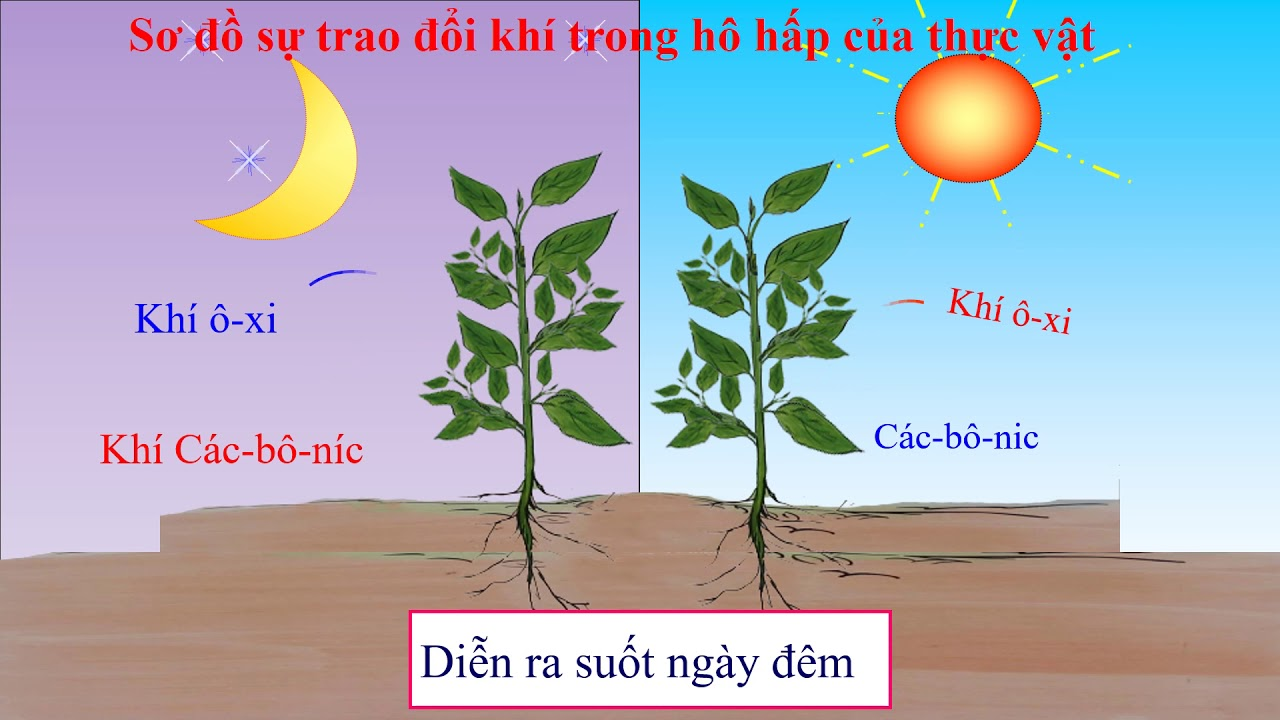 Sơ đồ sự trao đổi khí trong hô hấp của thực vật
Khí ô-xi
Khí Các-bô-níc
Khí ô-xi
Các-bô-nic
Diễn ra suốt ngày đêm